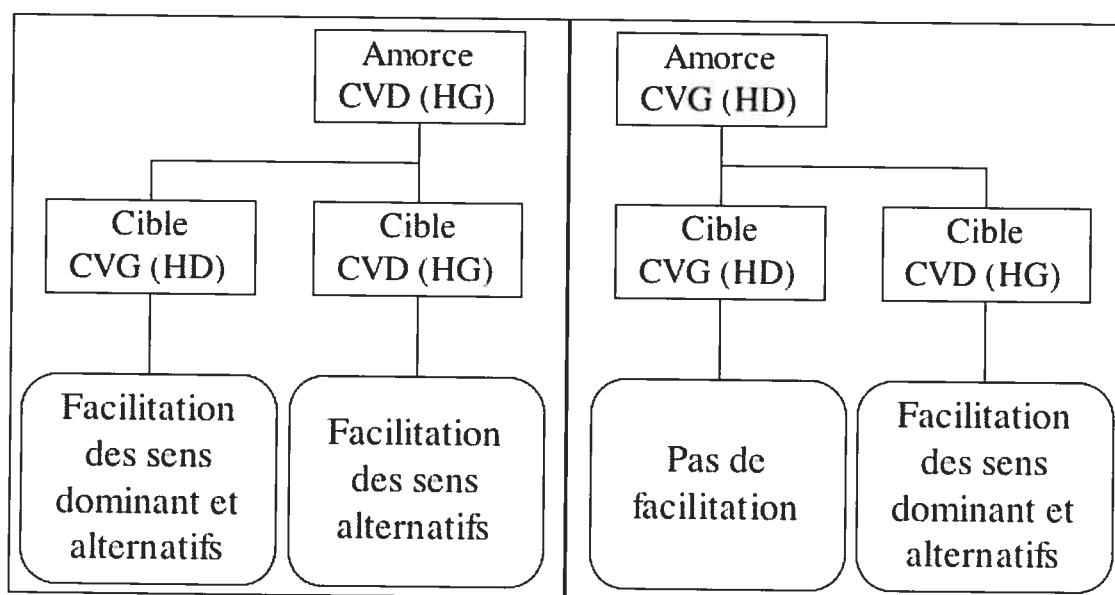 Amorce
CVD (HG)
Cible
CVG (HD)
Cible
CVD (HG)
Facilitation
des sens
dominant et
alternatifs
Facilitation
des sens
alternatifs
Amorce
CVG (HD)
Cible
CVG (HD)
Cible
CVD (HG)
Pas de
facilitation
Facilitation
des sens
dominant et
alternatifs